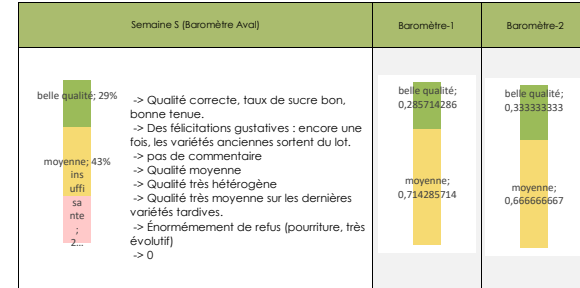 Semaine S (Baromètre Aval)
Baromètre-1
Baromètre-2
belle qualité; 29%
moyenne; 43%
ins
uffi
sa
nte
;
2...
-> Qualité correcte, taux de sucre bon,
bonne tenue.
-> Des félicitations gustatives : encore une
fois, les variétés anciennes sortent du lot.
-> pas de commentaire
-> Qualité moyenne
-> Qualité très hétérogène
-> Qualité très moyenne sur les dernières
variétés tardives.
-> Énormémement de refus (pourriture, très
évolutif)
-> 0
belle qualité;
0,285714286
moyenne;
0,714285714
belle qualité;
0,333333333
moyenne;
0,666666667